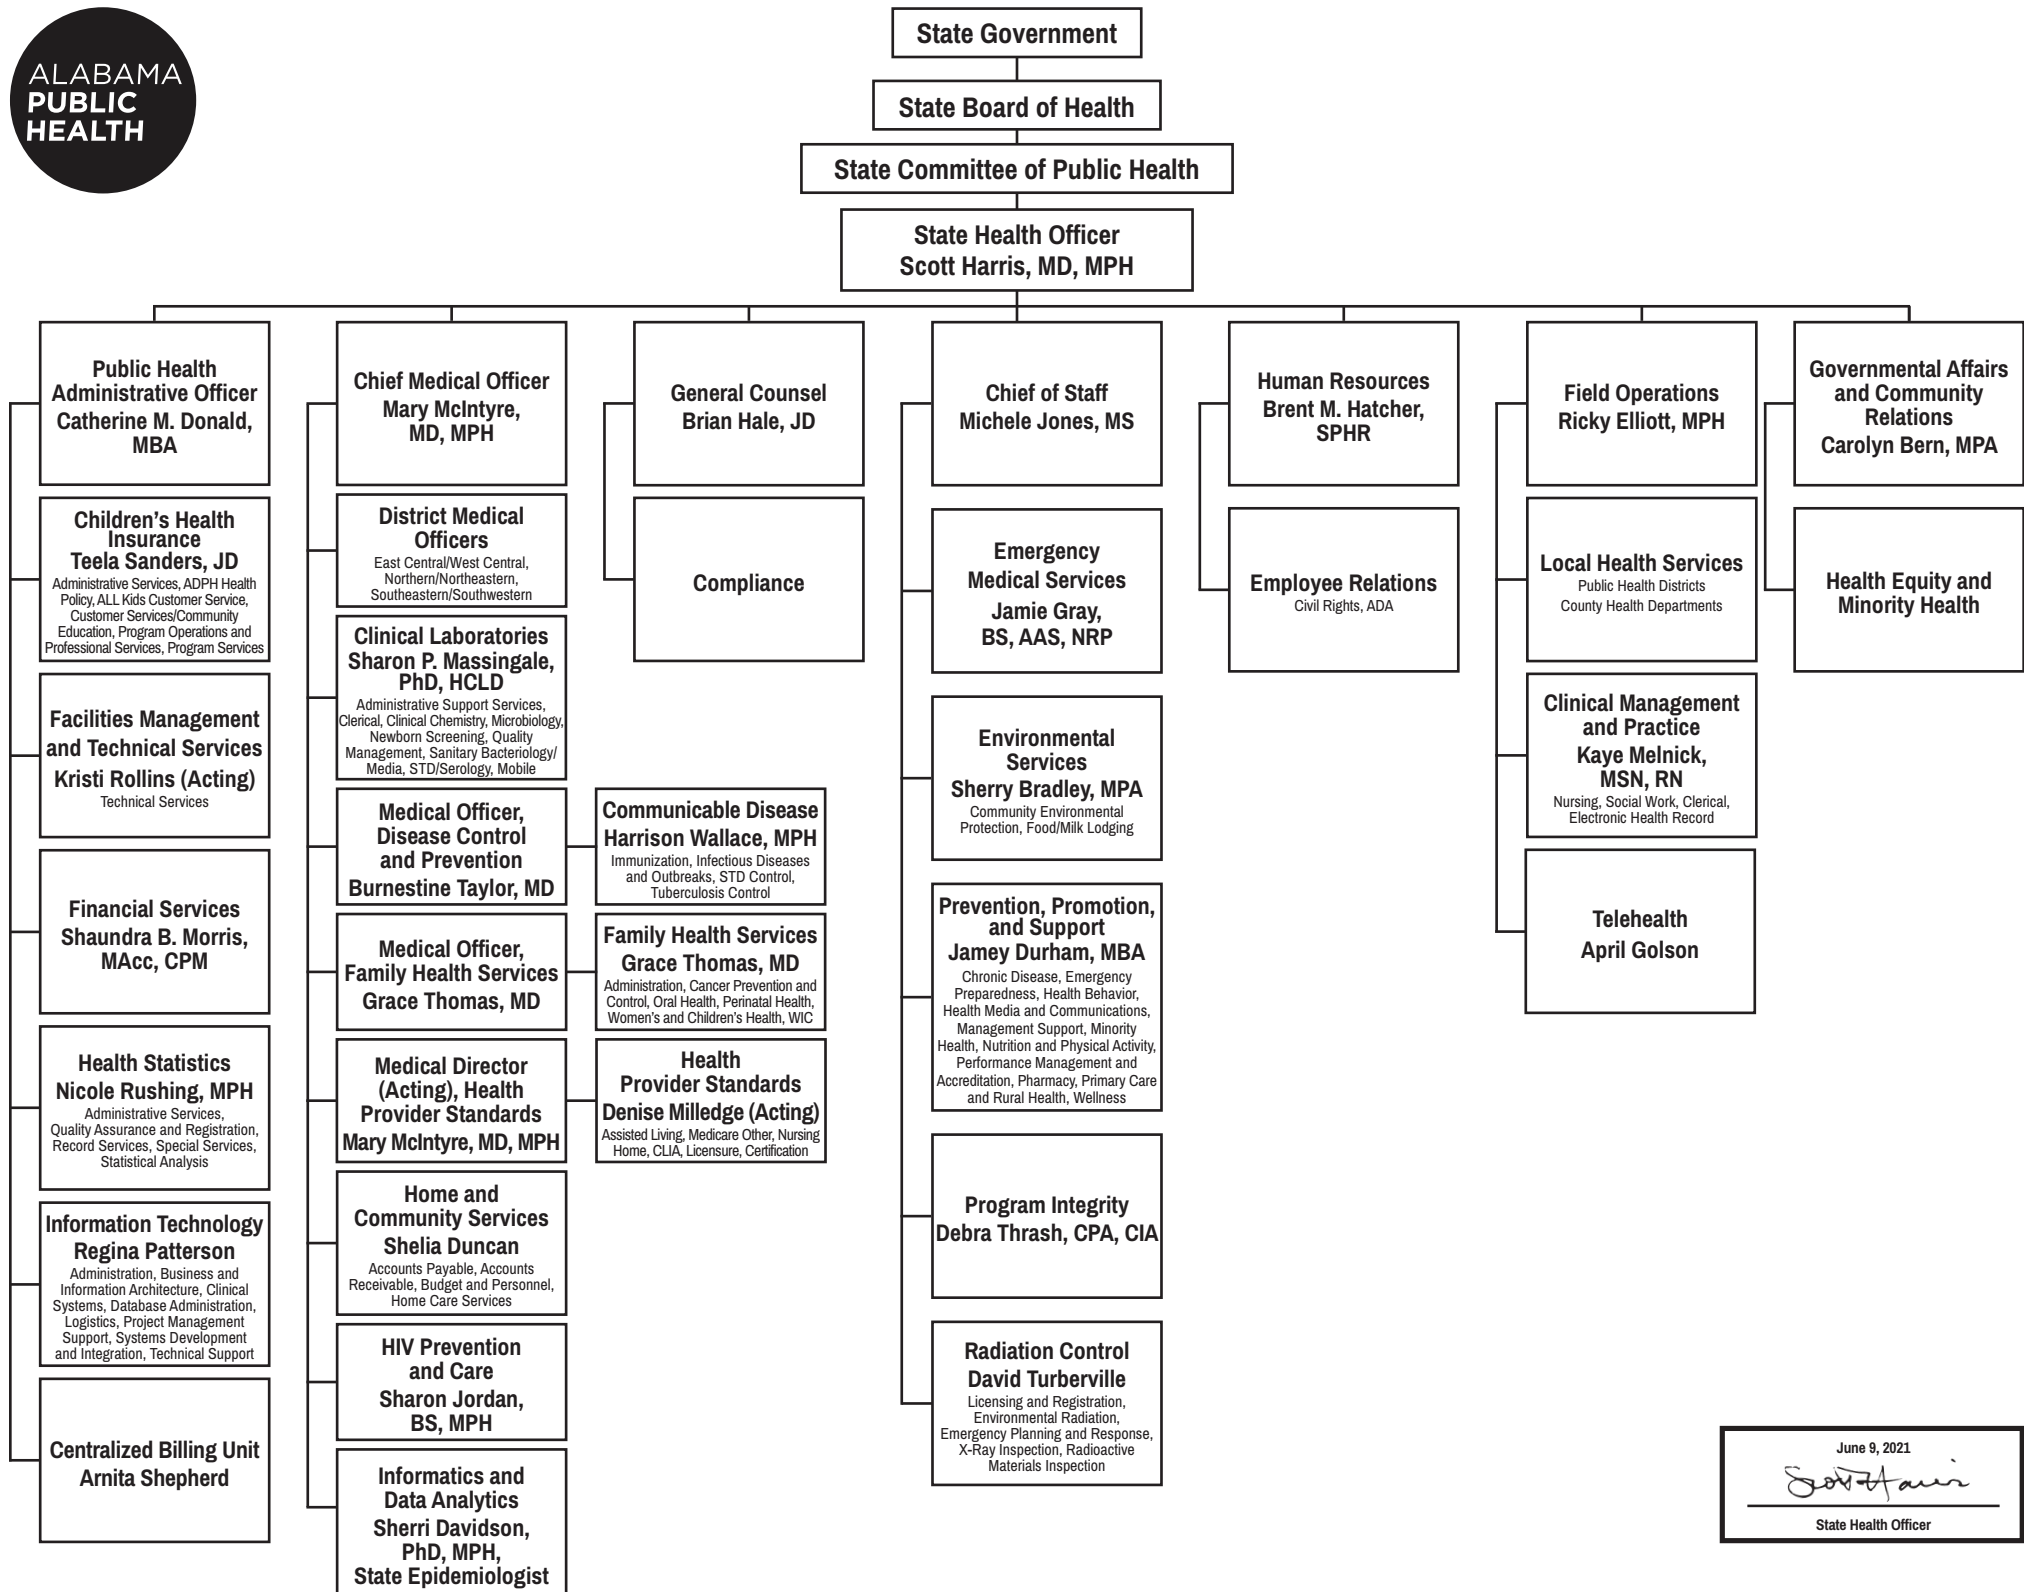 ALABAMA
PUBLIC
HEALTH
State Government
State Board of Health
State Committee of Public Health
State Health Officer
Scott Harris, MD, MPH
Public Health
Administrative Officer
Catherine M. Donald,
MBA
Children’s Health
Insurance
Teela Sanders, JD
Administrative Services, ADPH Health
Policy, ALL Kids Customer Service,
Customer Services/Community
Education, Program Operations and
Professional Services, Program Services
Facilities Management
and Technical Services
Kristi Rollins (Acting)
Technical Services
Financial Services
Shaundra B. Morris,
MAcc, CPM
Health Statistics
Nicole Rushing, MPH
Administrative Services,
Quality Assurance and Registration,
Record Services, Special Services,
Statistical Analysis
Information Technology
Regina Patterson
Administration, Business and
Information Architecture, Clinical
Systems, Database Administration,
Logistics, Project Management
Support, Systems Development
and Integration, Technical Support
Centralized Billing Unit
Arnita Shepherd
Chief Medical Officer
Mary McIntyre,
MD, MPH
District Medical
Officers
East Central/West Central,
Northern/Northeastern,
Southeastern/Southwestern
Clinical Laboratories
Sharon P. Massingale,
PhD, HCLD
Administrative Support Services,
Clerical, Clinical Chemistry, Microbiology,
Newborn Screening, Quality
Management, Sanitary Bacteriology/
Media, STD/Serology, Mobile
Medical Officer,
Disease Control
and Prevention
Burnestine Taylor, MD
Communicable Disease
Harrison Wallace, MPH
Immunization, Infectious Diseases
and Outbreaks, STD Control,
Tuberculosis Control
Medical Officer,
Family Health Services
Grace Thomas, MD
Family Health Services
Grace Thomas, MD
Administration, Cancer Prevention and
Control, Oral Health, Perinatal Health,
Women’s and Children’s Health, WIC
Medical Director
(Acting), Health
Provider Standards
Mary McIntyre, MD, MPH
Health
Provider Standards
Denise Milledge (Acting)
Assisted Living, Medicare Other, Nursing
Home, CLIA, Licensure, Certification
Home and
Community Services
Shelia Duncan
Accounts Payable, Accounts
Receivable, Budget and Personnel,
Home Care Services
HIV Prevention
and Care
Sharon Jordan,
BS, MPH
Informatics and
Data Analytics
Sherri Davidson,
PhD, MPH,
State Epidemiologist
General Counsel
Brian Hale, JD
Compliance
Chief of Staff
Michele Jones, MS
Emergency
Medical Services
Jamie Gray,
BS, AAS, NRP
Environmental
Services
Sherry Bradley, MPA
Community Environmental
Protection, Food/Milk Lodging
Prevention, Promotion,
and Support
Jamey Durham, MBA
Chronic Disease, Emergency
Preparedness, Health Behavior,
Health Media and Communications,
Management Support, Minority
Health, Nutrition and Physical Activity,
Performance Management and
Accreditation, Pharmacy, Primary Care
and Rural Health, Wellness
Program Integrity
Debra Thrash, CPA, CIA
Radiation Control
David Turberville
Licensing and Registration,
Environmental Radiation,
Emergency Planning and Response,
X-Ray Inspection, Radioactive
Materials Inspection
Human Resources
Brent M. Hatcher,
SPHR
Employee Relations
Civil Rights, ADA
Field Operations
Ricky Elliott, MPH
Local Health Services
Public Health Districts
County Health Departments
Clinical Management
and Practice
Kaye Melnick,
MSN, RN
Nursing, Social Work, Clerical,
Electronic Health Record
Telehealth
April Golson
Governmental Affairs
and Community
Relations
Carolyn Bern, MPA
Health Equity and
Minority Health
June 9, 2021
Scott Harris
State Health Officer